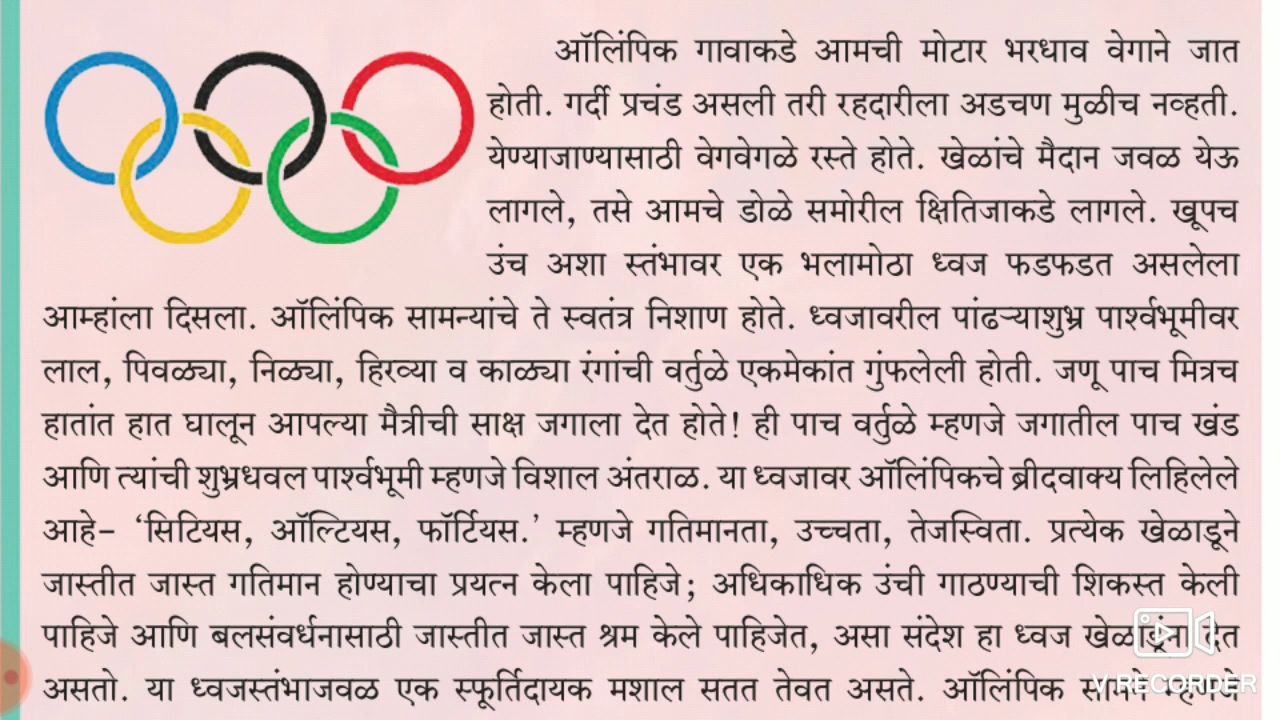 ऑलिंपिक गावाकडे आमची मोटार भरधाव वेगाने जात
होती. गर्दी प्रचंड असली तरी रहदारीला अडचण मुळीच नव्हती.
येण्याजाण्यासाठी वेगवेगळे रस्ते होते. खेळांचे मैदान जवळ येऊ
लागले, तसे आमचे डोळे समोरील क्षितिजाकडे लागले. खूपच
उंच अशा स्तंभावर एक भलामोठा ध्वज फडफडत असलेला
आम्हांला दिसला. ऑलिंपिक सामन्यांचे ते स्वतंत्र निशाण होते. ध्वजावरील पांढऱ्याशुभ्र पार्श्वभूमीवर
लाल, पिवळ्या, निळ्या, हिरव्या व काळ्या रंगांची वर्तुळे एकमेकांत गुंफलेली होती. जणू पाच मित्रच
हातांत हात घालून आपल्या मैत्रीची साक्ष जगाला देत होते! ही पाच वर्तुळे म्हणजे जगातील पाच खंड
आणि त्यांची शुभ्रधवल पार्श्वभूमी म्हणजे विशाल अंतराळ. या ध्वजावर ऑलिंपिकचे ब्रीदवाक्य लिहिलेले
आहे– ‘सिटियस, ऑल्टियस, फॉर्टियस.’ म्हणजे गतिमानता, उच्चता, तेजस्विता. प्रत्येक खेळाडूने
जास्तीत जास्त गतिमान होण्याचा प्रयत्न केला पाहिजे; अधिकाधिक उंची गाठण्याची शिकस्त केली
पाहिजे आणि बलसंवर्धनासाठी जास्तीत जास्त श्रम केले पाहिजेत, असा संदेश हा ध्वज खेळाडूंना देत
असतो. या ध्वजस्तंभाजवळ एक स्फूर्तिदायक मशाल सतत तेवत असते. ऑलिंपिक सामने म्हणजे
V RECORDER